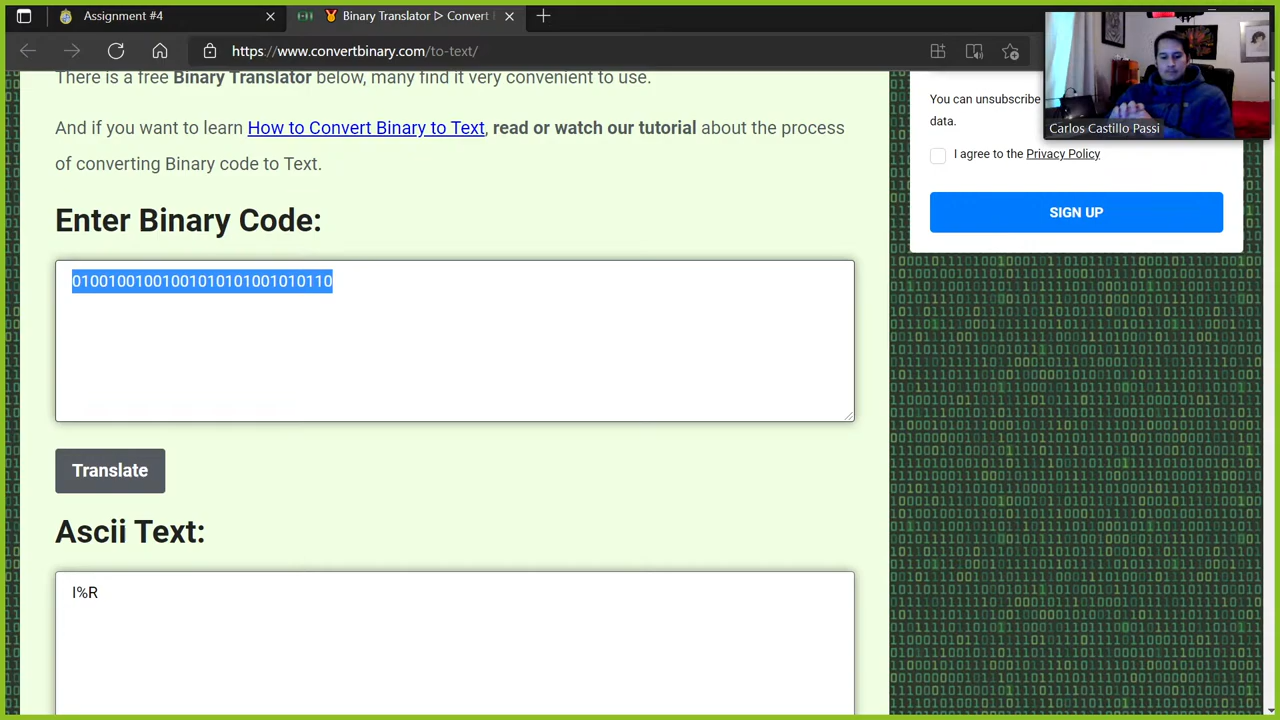 Assignment #4
Binary Translator ᐅ Convert
https://www.convertbinary.com/to-text/
There is a free Binary Translator below, many find it very convenient to use.
And if you want to learn How to Convert Binary to Text, read or watch our tutorial about the process
of converting Binary code to Text.
Enter Binary Code:
01001001001001010101001010110
Translate
Ascii Text:
I%R
You can unsubscribe
data.
I agree to the Privacy Policy
SIGN UP
Carlos Castillo Passi